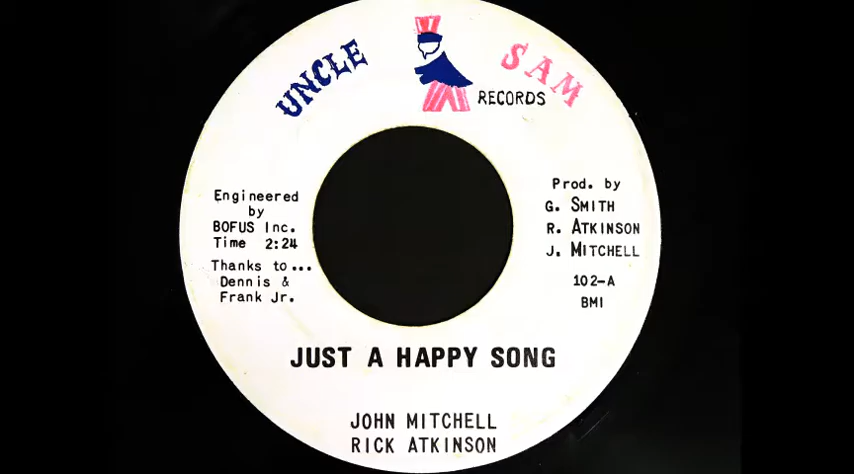 UNCLE SAM
RECORDS
Engineered
by
BOFUS Inc.
Time 2:24
Thanks to...
Dennis &
Frank Jr.
Prod. by
G. SMITH
R. ATKINSON
J. MITCHELL
102-A
BMI
JUST A HAPPY SONG
JOHN MITCHELL
RICK ATKINSON